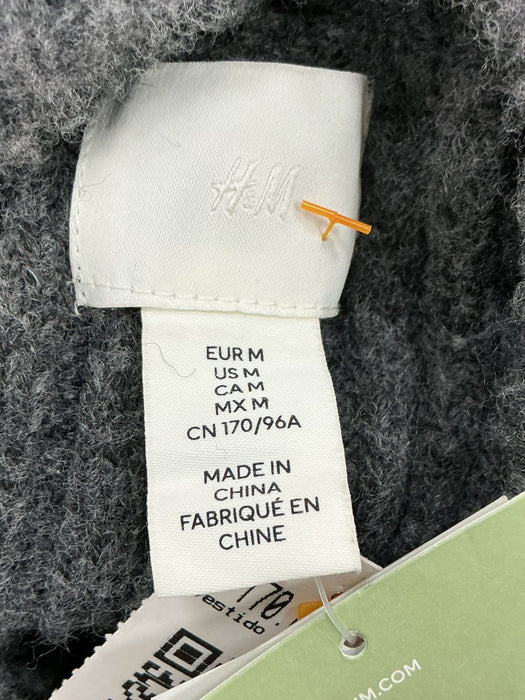 H&M
EUR M
US M
CA M
MX M
CN 170/96A
MADE IN
CHINA
FABRIQUÉ EN
CHINE
170.
estido
M.COM